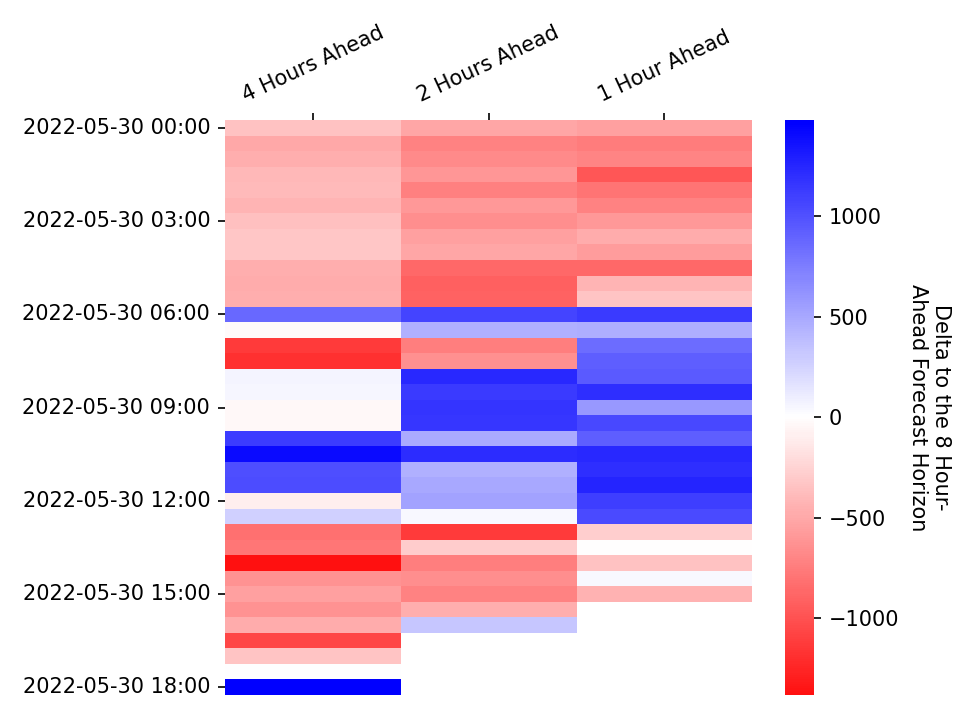 4 Hours Ahead
2 Hours Ahead
1 Hour Ahead
2022-05-30 00:00
2022-05-30 03:00
2022-05-30 06:00
2022-05-30 09:00
2022-05-30 12:00
2022-05-30 15:00
2022-05-30 18:00
1000
500
0
−500
−1000
Delta to the 8 Hour-
Ahead Forecast Horizon